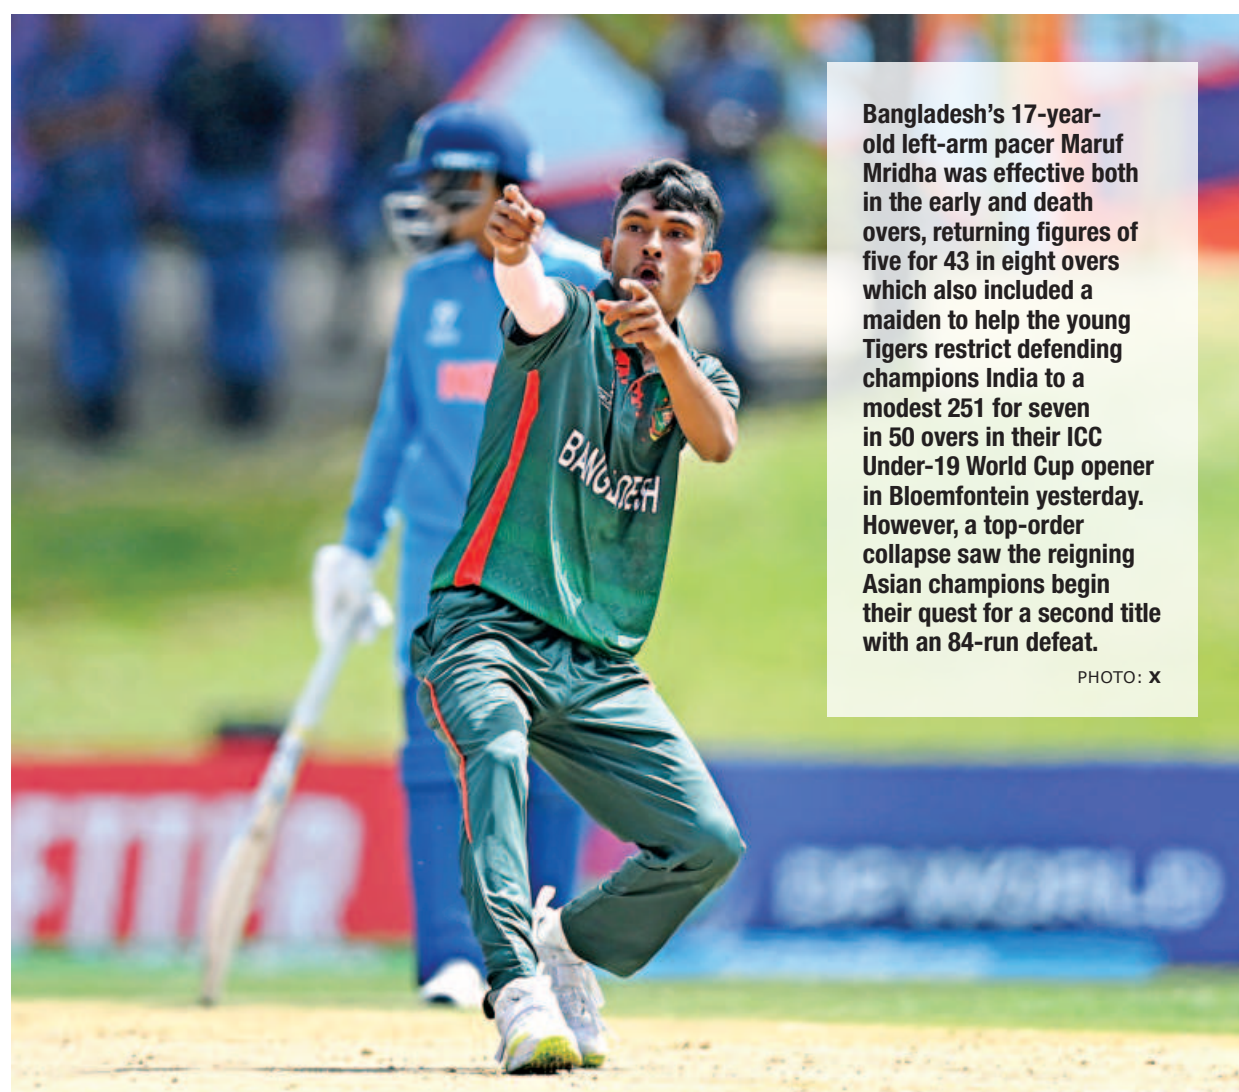 Bangladesh's 17-year-
old left-arm pacer Maruf
Mridha was effective both
in the early and death
overs, returning figures of
five for 43 in eight overs
which also included a
maiden to help the young
Tigers restrict defending
champions India to a
modest 251 for seven
in 50 overs in their ICC
Under-19 World Cup opener
in Bloemfontein yesterday.
However, a top-order
collapse saw the reigning
Asian champions begin
their quest for a second title
with an 84-run defeat.
PHOTO: X
BANGLADESH
DP WORLD